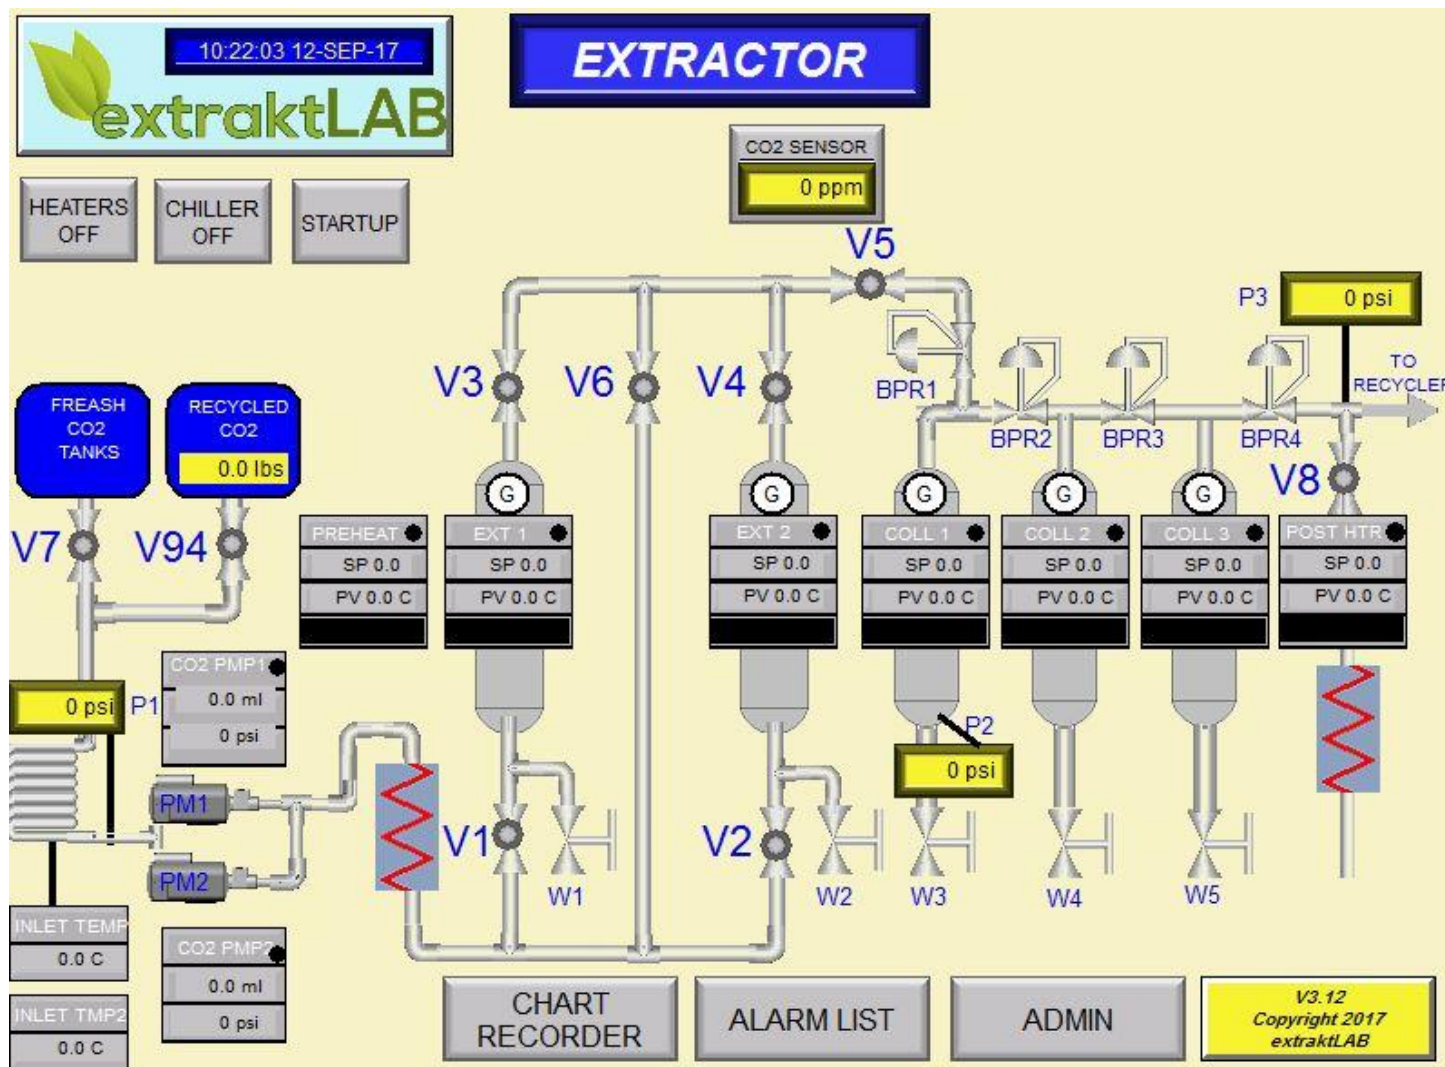 10:22:03 12-SEP-17
extraktLAB
EXTRACTOR
CO2 SENSOR
0 ppm
HEATERS
OFF
CHILLER
OFF
STARTUP
V5
P3
0 psi
TO
RECYCLER
V3
V6
V4
BPR1
BPR2
BPR3
BPR4
FREASH
CO2
TANKS
RECYCLED
CO2
0.0 lbs
V8
G
G
G
G
G
V7
V94
PREHEAT
SP 0.0
PV 0.0 C
EXT 1
SP 0.0
PV 0.0 C
EXT 2
SP 0.0
PV 0.0 C
COLL 1
SP 0.0
PV 0.0 C
COLL 2
SP 0.0
PV 0.0 C
COLL 3
SP 0.0
PV 0.0 C
POST HTR
SP 0.0
PV 0.0 C
0 psi
P1
CO2 PMP1
0.0 ml
0 psi
P2
0 psi
PM1
PM2
V1
V2
W1
W2
W3
W4
W5
INLET TEMP
0.0 C
CO2 PMP2
0.0 ml
0 psi
INLET TMP2
0.0 C
CHART
RECORDER
ALARM LIST
ADMIN
V3.12
Copyright 2017
extraktLAB